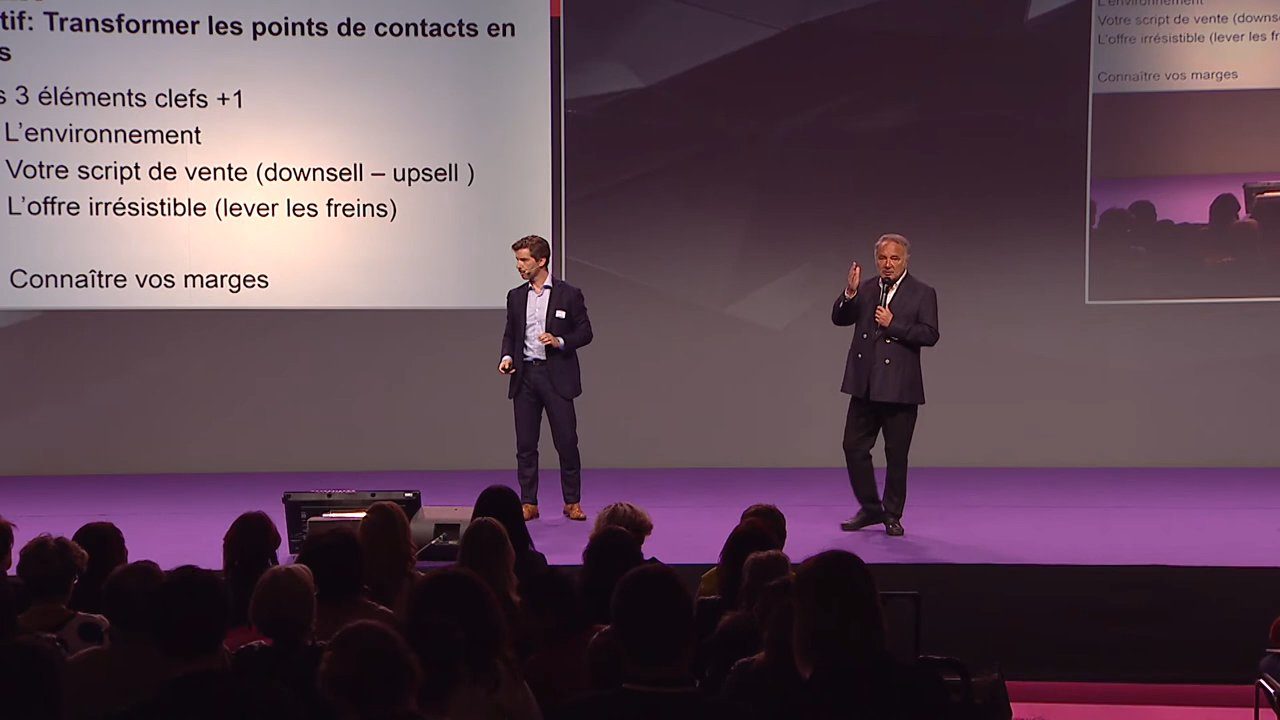 tif: Transformer les points de contacts en
s
s 3 éléments clefs +1
L'environnement
Votre script de vente (downsell – upsell )
L'offre irrésistible (lever les freins)
Connaître vos marges
L'environnement
Votre script de vente (downs
L'offre irrésistible (lever les fr
Connaître vos marges